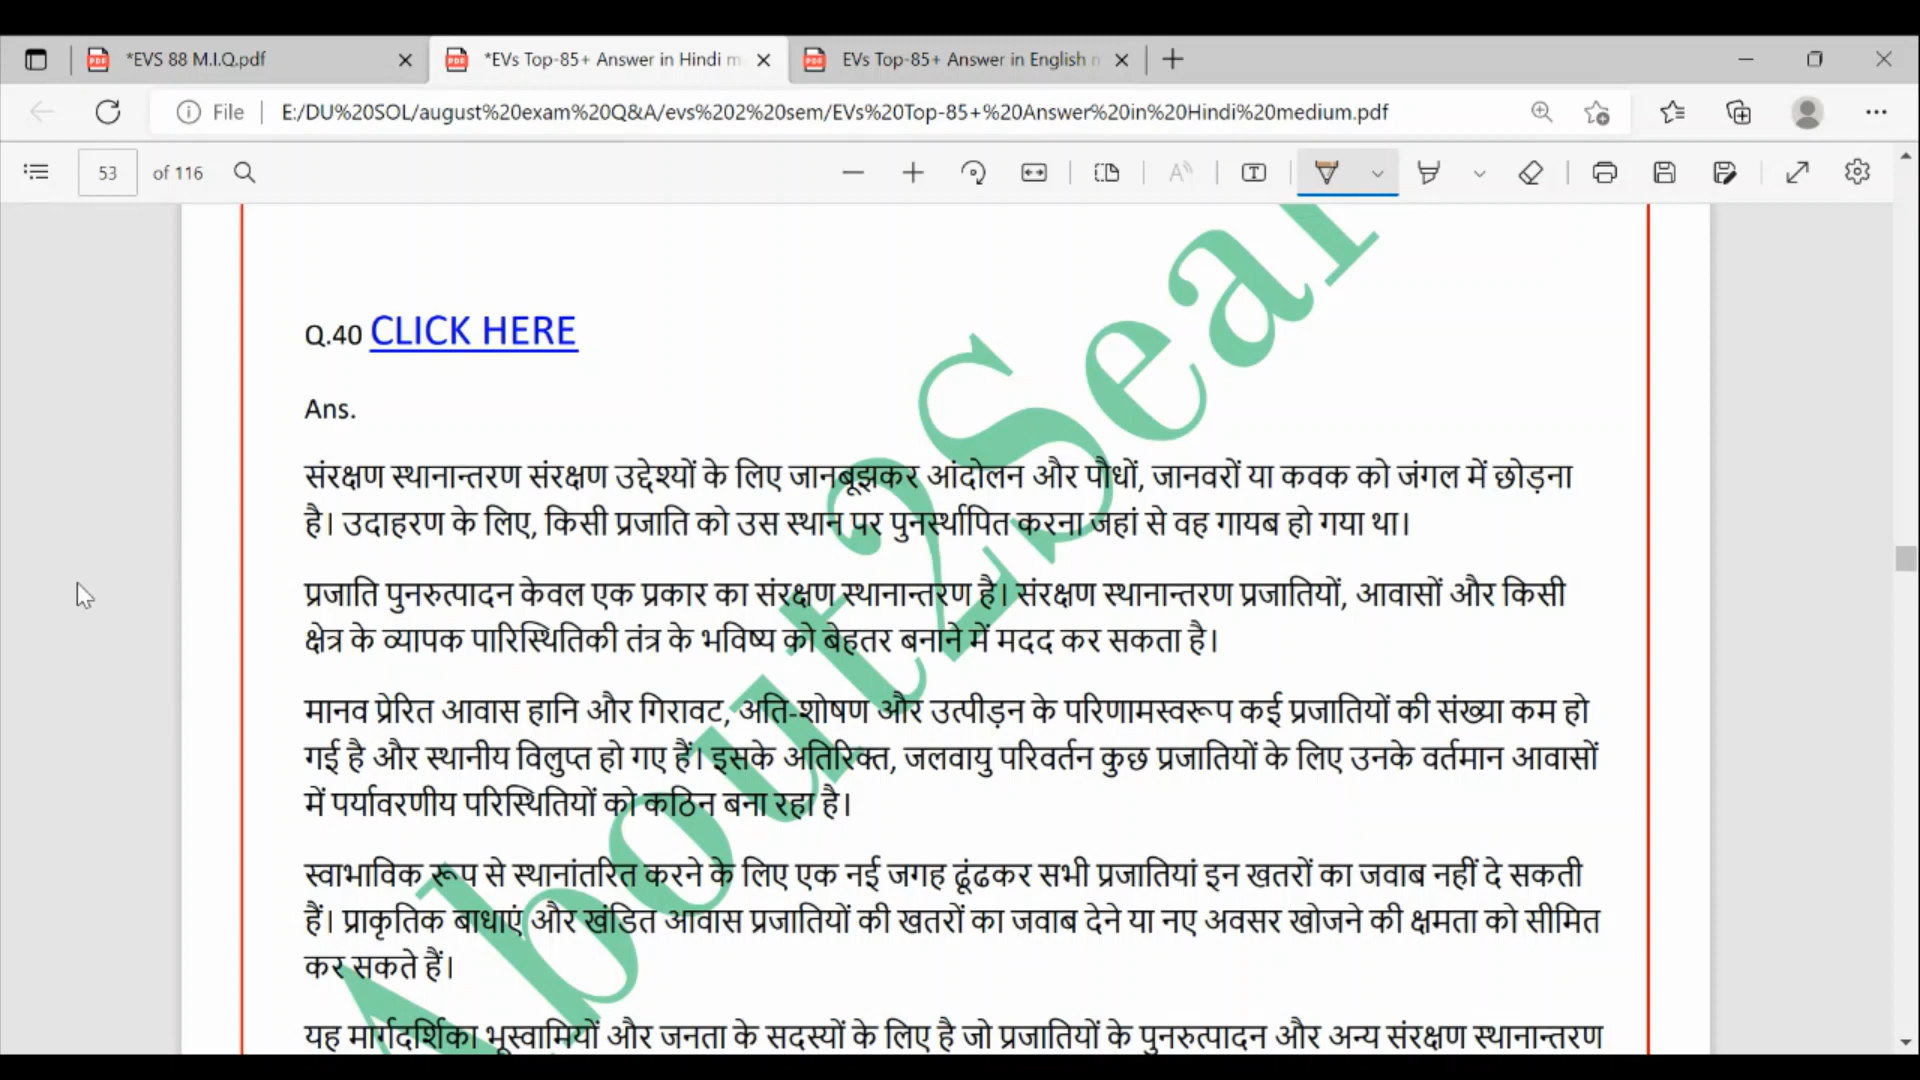 *EVS 88 M.I.Q.pdf
*EVs Top-85+ Answer in Hindi m
EVs Top-85+ Answer in English n
File
E:/DU%20SOL/august%20exam%20Q&A/evs%202%20sem/EVs%20Top-85+%20Answer%20in%20Hindi%20medium.pdf
53 of 116
Q.40 CLICK HERE
Ans.
संरक्षण स्थानान्तरण संरक्षण उद्देश्यों के लिए जानबूझकर आंदोलन और पौधों, जानवरों या कवक को जंगल में छोड़ना
है। उदाहरण के लिए, किसी प्रजाति को उस स्थान पर पुनर्स्थापित करना जहां से वह गायब हो गया था।
प्रजाति पुनरुत्पादन केवल एक प्रकार का संरक्षण स्थानान्तरण है। संरक्षण स्थानान्तरण प्रजातियों, आवासों और किसी
क्षेत्र के व्यापक पारिस्थितिकी तंत्र के भविष्य को बेहतर बनाने में मदद कर सकता है।
मानव प्रेरित आवास हानि और गिरावट, अति-शोषण और उत्पीड़न के परिणामस्वरूप कई प्रजातियों की संख्या कम हो
गई है और स्थानीय विलुप्त हो गए हैं। इसके अतिरिक्त, जलवायु परिवर्तन कुछ प्रजातियों के लिए उनके वर्तमान आवासों
में पर्यावरणीय परिस्थितियों को कठिन बना रहा है।
स्वाभाविक रूप से स्थानांतरित करने के लिए एक नई जगह ढूंढकर सभी प्रजातियां इन खतरों का जवाब नहीं दे सकती
हैं। प्राकृतिक बाधाएं और खंडित आवास प्रजातियों की खतरों का जवाब देने या नए अवसर खोजने की क्षमता को सीमित
कर सकते हैं।
यह मार्गदर्शिका भूस्वामियों और जनता के सदस्यों के लिए है जो प्रजातियों के पुनरुत्पादन और अन्य संरक्षण स्थानान्तरण
About2Sear